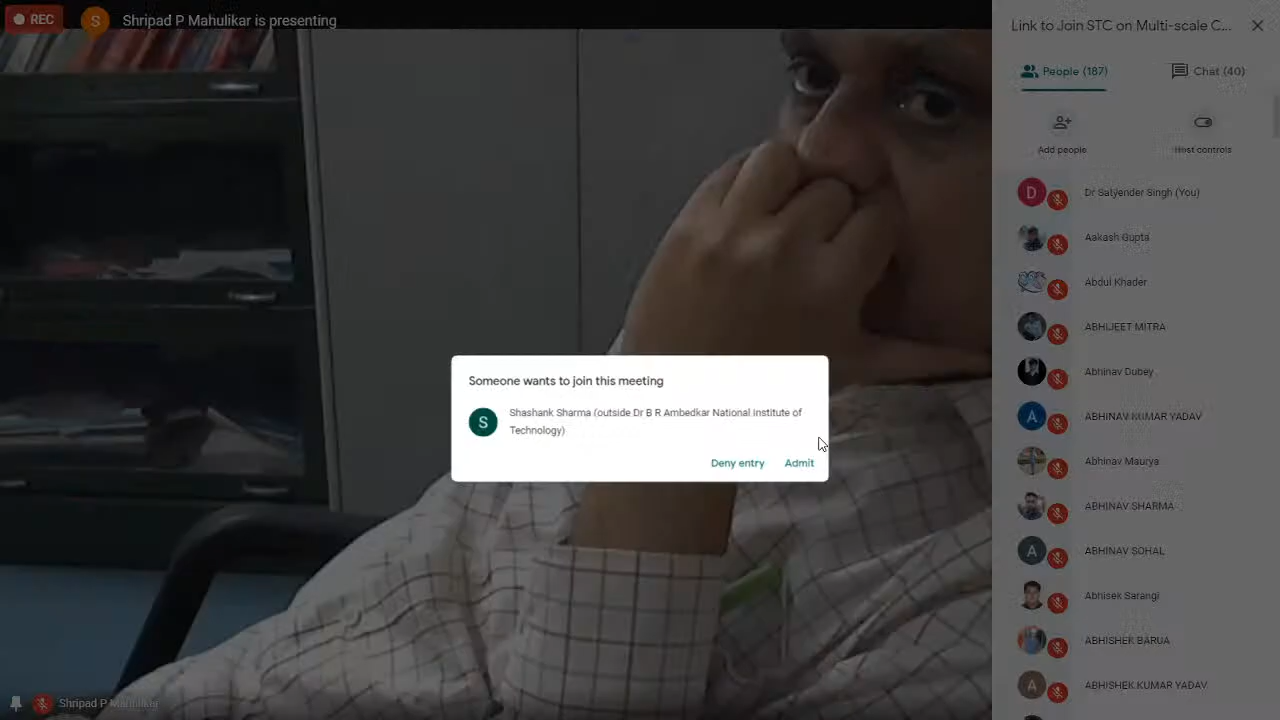 REC
S
Shripad P Mahulikar is presenting
Link to Join STC on Multi-scale C...
People (187)
Chat (40)
Add people
Host controls
D
Dr Satyender Singh (You)
Aakash Gupta
Abdul Khader
ABHIJEET MITRA
Abhinav Dubey
A
ABHINAV KUMAR YADAV
Abhinav Maurya
ABHINAV SHARMA
A
ABHINAV SOHAL
Abhisek Sarangi
ABHISHEK BARUA
A
ABHISHEK KUMAR YADAV
Someone wants to join this meeting
S
Shashank Sharma (outside Dr B R Ambedkar National Institute of
Technology)
Deny entry
Admit
Shripad P Mahulikar